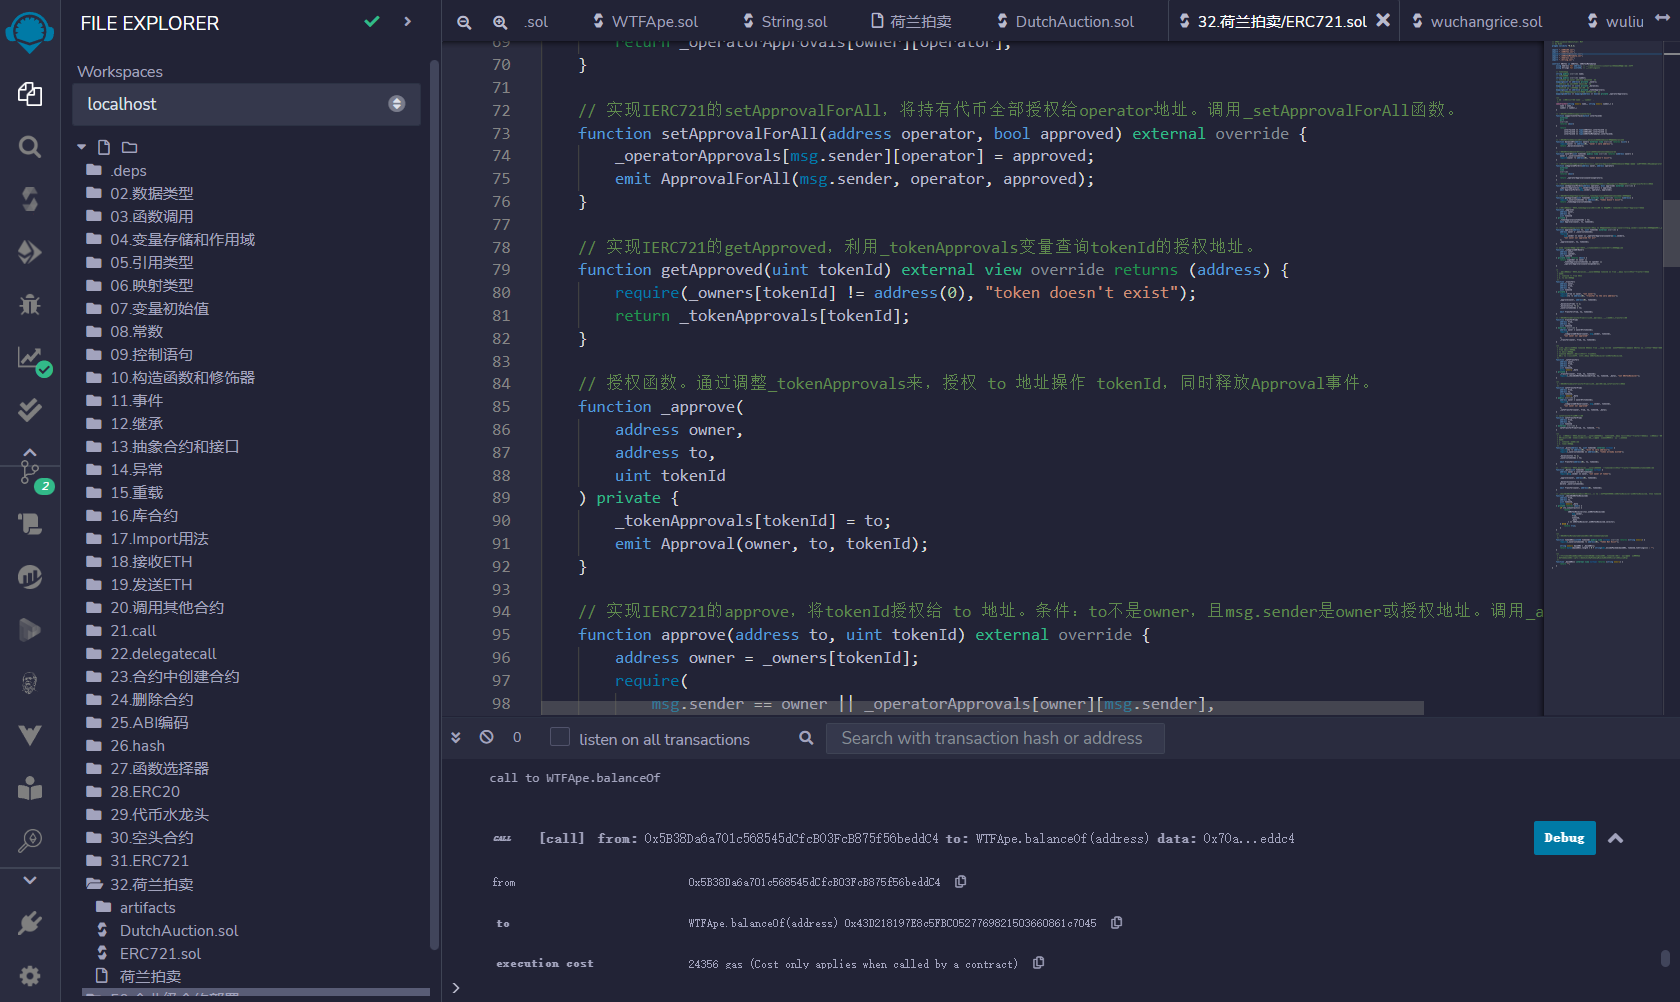 FILE EXPLORER
Workspaces
localhost
.deps
02.数据类型
03.函数调用
04.变量存储和作用域
05.引用类型
06.映射类型
07.变量初始值
08.常数
09.控制语句
10.构造函数和修饰器
11.事件
12.继承
13.抽象合约和接口
14.异常
15.重载
16.库合约
17.Import用法
18.接收ETH
19.发送ETH
20.调用其他合约
21.call
22.delegatecall
23.合约中创建合约
24.删除合约
25.ABI编码
26.hash
27.函数选择器
28.ERC20
29.代币水龙头
30.空头合约
31.ERC721
32.荷兰拍卖
artifacts
DutchAuction.sol
ERC721.sol
荷兰拍卖
2
.sol
WTFApe.sol
String.sol
荷兰拍卖
DutchAuction.sol
32.荷兰拍卖/ERC721.sol
wuchangrice.sol
wuliu
69 return _operatorApprovals[owner][operator];
70 }
71
72 // 实现IERC721的setApprovalForAll，将持有代币全部授权给operator地址。调用_setApprovalForAll函数。
73 function setApprovalForAll(address operator, bool approved) external override {
74 _operatorApprovals[msg.sender][operator] = approved;
75 emit ApprovalForAll(msg.sender, operator, approved);
76 }
77
78 // 实现IERC721的getApproved，利用_tokenApprovals变量查询tokenId的授权地址。
79 function getApproved(uint tokenId) external view override returns (address) {
80 require(_owners[tokenId] != address(0), "token doesn't exist");
81 return _tokenApprovals[tokenId];
82 }
83
84 // 授权函数。通过调整_tokenApprovals来，授权 to 地址操作 tokenId，同时释放Approval事件。
85 function _approve(
86 address owner,
87 address to,
88 uint tokenId
89 ) private {
90 _tokenApprovals[tokenId] = to;
91 emit Approval(owner, to, tokenId);
92 }
93
94 // 实现IERC721的approve，将tokenId授权给 to 地址。条件：to不是owner，且msg.sender是owner或授权地址。调用_a
95 function approve(address to, uint tokenId) external override {
96 address owner = _owners[tokenId];
97 require(
98 msg.sender == owner || _operatorApprovals[owner][msg.sender],
0
listen on all transactions
Search with transaction hash or address
call to WTFApe.balanceOf
CALL [call] from: 0x5B38Da6a701c568545dCfcB03FcB875f56beddC4 to: WTFApe.balanceOf(address) data: 0x70a...eddc4
Debug
from 0x5B38Da6a701c568545dCfcB03FcB875f56beddC4
to WTFApe.balanceOf(address) 0x43D218197E8c5FBC0527769821503660861c7045
execution cost 24356 gas (Cost only applies when called by a contract)
>